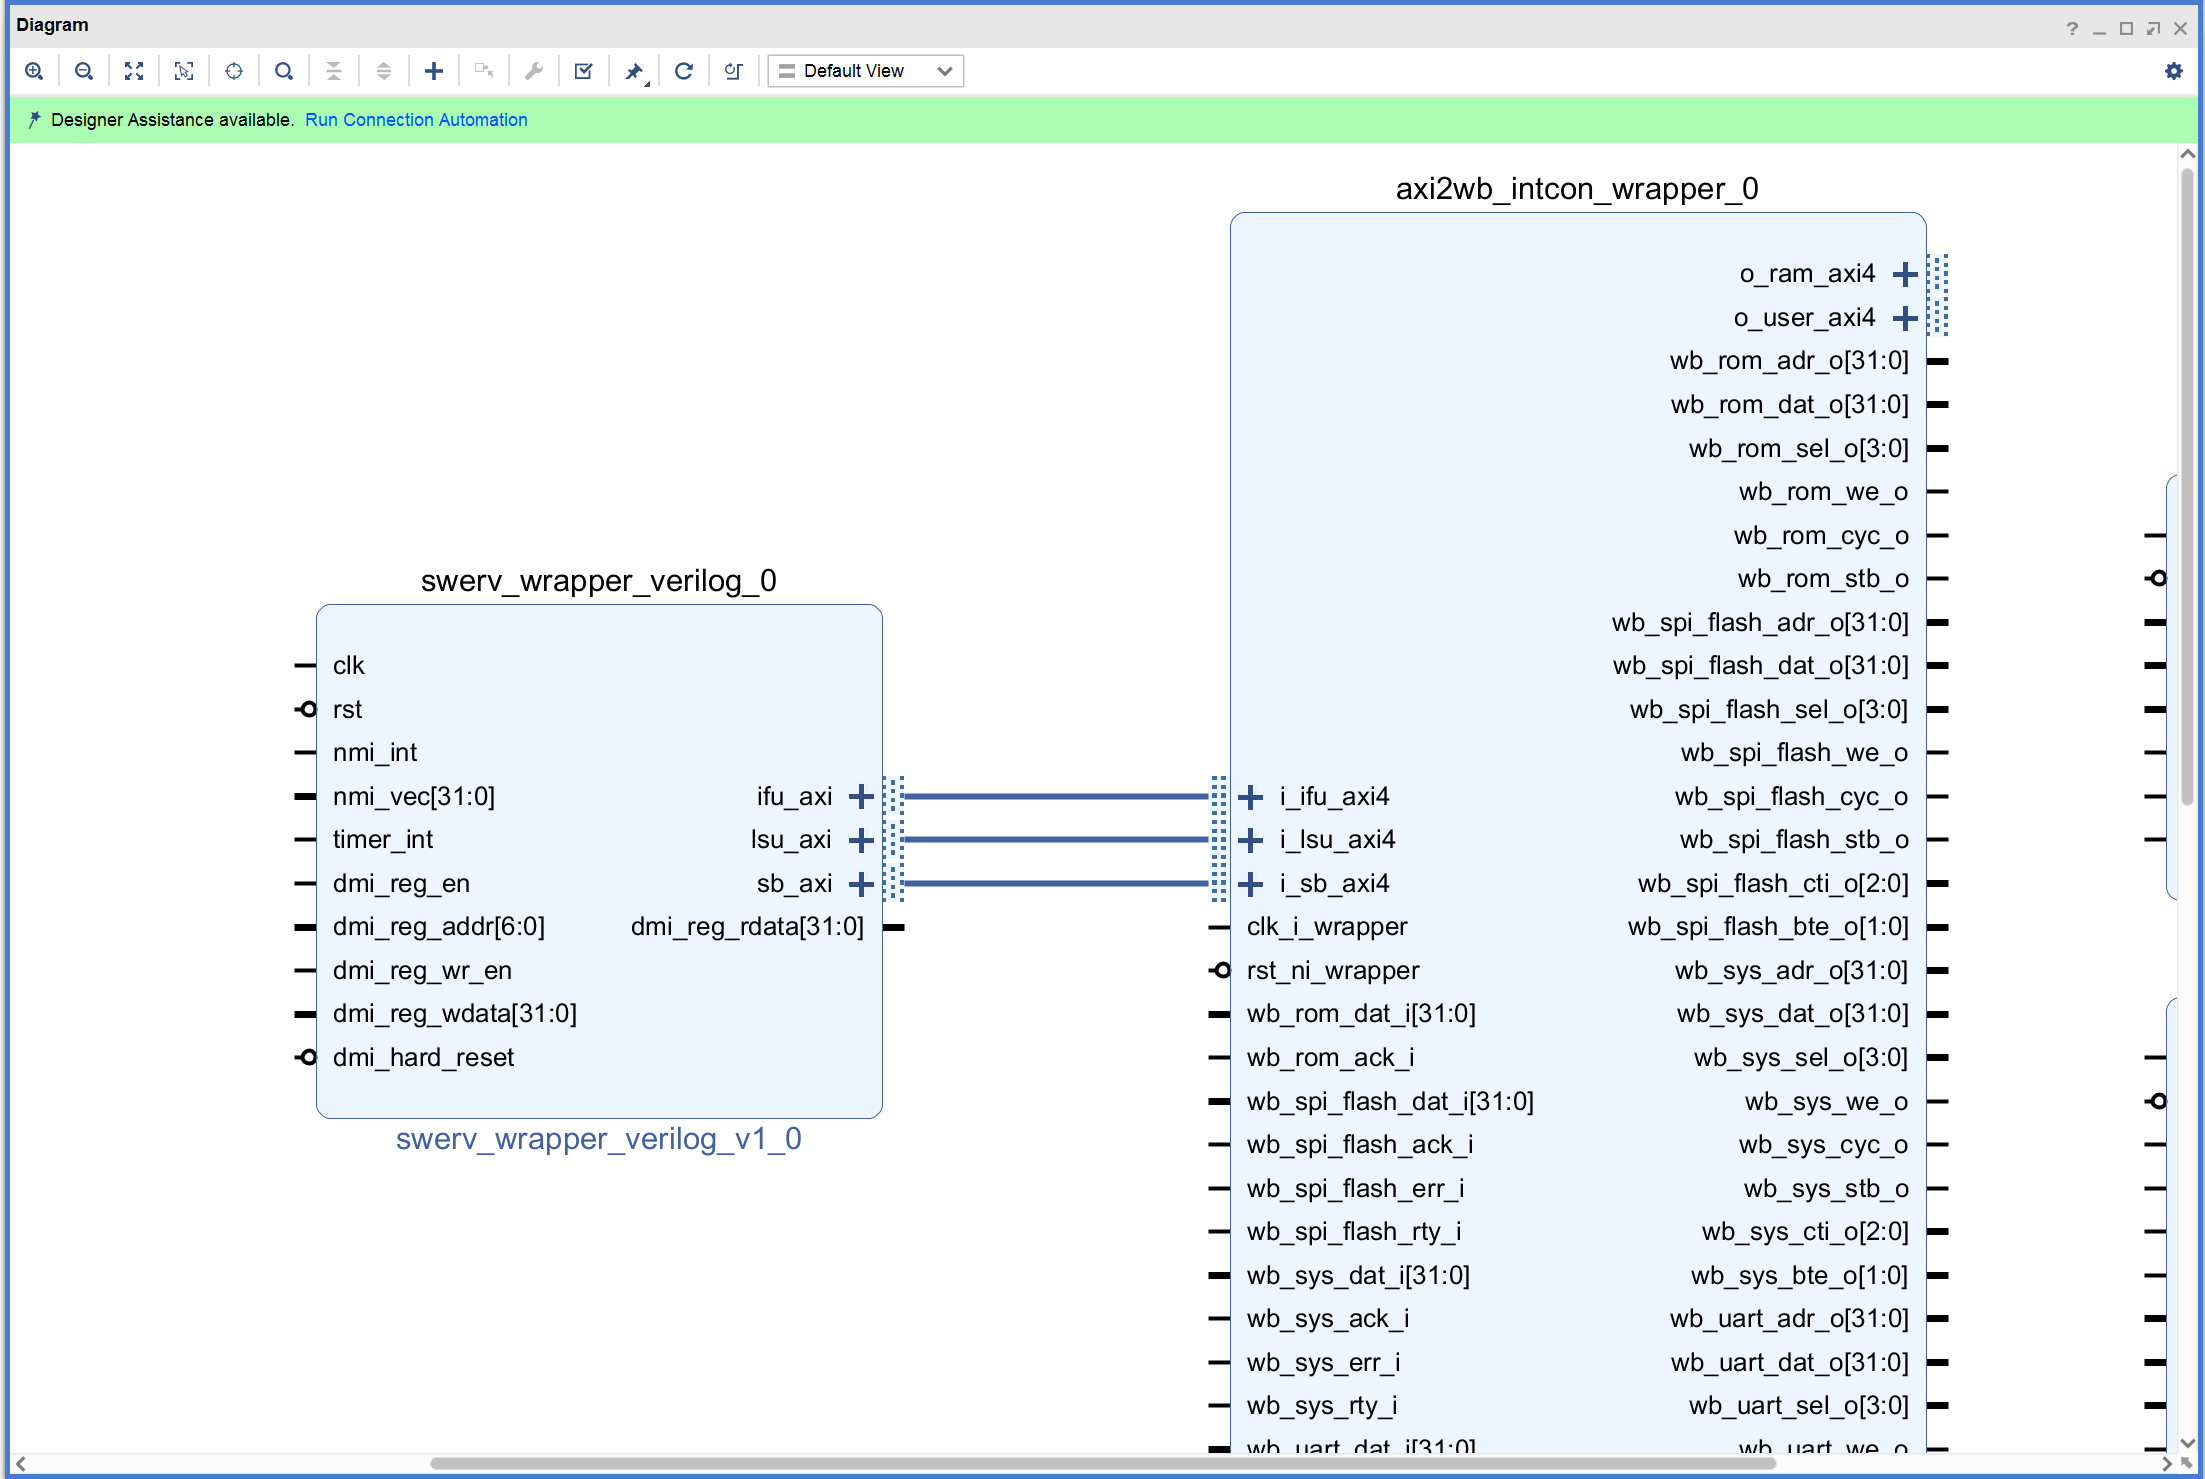 Diagram
Default View
Designer Assistance available. Run Connection Automation
axi2wb_intcon_wrapper_0
o_ram_axi4
o_user_axi4
wb_rom_adr_o[31:0]
wb_rom_dat_o[31:0]
wb_rom_sel_o[3:0]
wb_rom_we_o
wb_rom_cyc_o
wb_rom_stb_o
wb_spi_flash_adr_o[31:0]
wb_spi_flash_dat_o[31:0]
wb_spi_flash_sel_o[3:0]
wb_spi_flash_we_o
wb_spi_flash_cyc_o
wb_spi_flash_stb_o
wb_spi_flash_cti_o[2:0]
wb_spi_flash_bte_o[1:0]
wb_sys_adr_o[31:0]
wb_sys_dat_o[31:0]
wb_sys_sel_o[3:0]
wb_sys_we_o
wb_sys_cyc_o
wb_sys_stb_o
wb_sys_cti_o[2:0]
wb_sys_bte_o[1:0]
wb_uart_adr_o[31:0]
wb_uart_dat_o[31:0]
wb_uart_sel_o[3:0]
wb_uart_we_o
i_ifu_axi4
i_lsu_axi4
i_sb_axi4
clk_i_wrapper
rst_ni_wrapper
wb_rom_dat_i[31:0]
wb_rom_ack_i
wb_spi_flash_dat_i[31:0]
wb_spi_flash_ack_i
wb_spi_flash_err_i
wb_spi_flash_rty_i
wb_sys_dat_i[31:0]
wb_sys_ack_i
wb_sys_err_i
wb_sys_rty_i
wb_uart_dat_i[31:0]
swerv_wrapper_verilog_0
clk
rst
nmi_int
nmi_vec[31:0]
timer_int
dmi_reg_en
dmi_reg_addr[6:0]
dmi_reg_wr_en
dmi_reg_wdata[31:0]
dmi_hard_reset
ifu_axi
lsu_axi
sb_axi
dmi_reg_rdata[31:0]
swerv_wrapper_verilog_v1_0